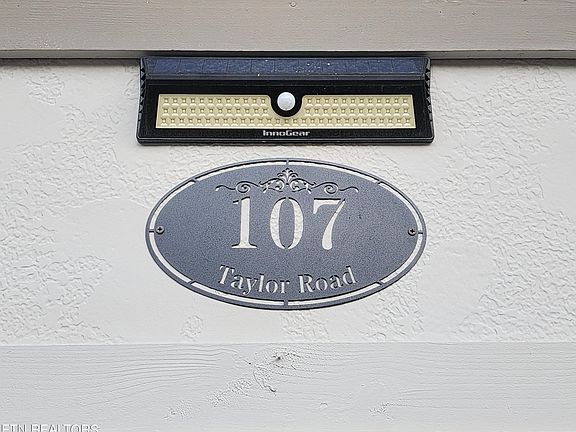 InnoGear
107
Taylor Road
ETN REALTORS